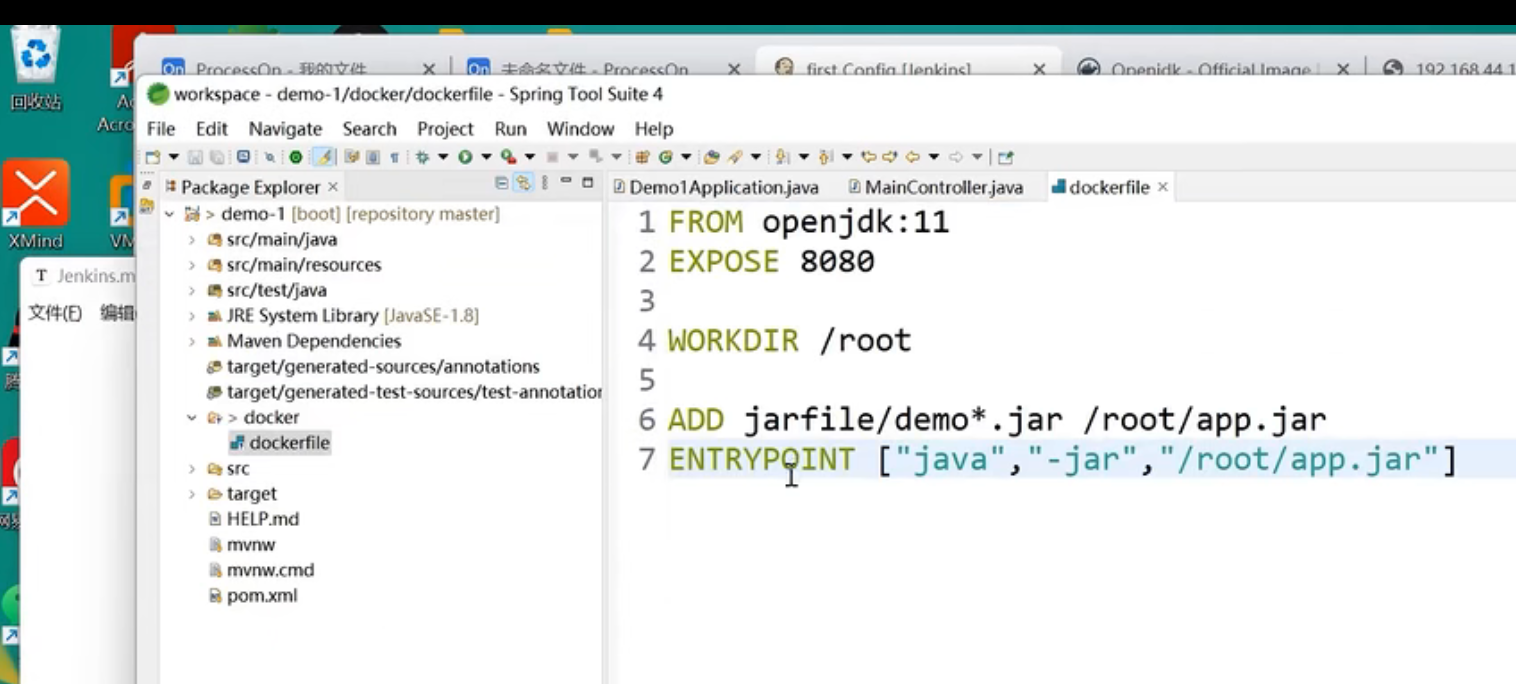 回收站
ProcessOn - 我的文件
未命名文件 - ProcessOn
first Config [Jenkins]
Openjdk - Official Image
192.168.44.1
Acro
XMind
VM
T Jenkins.m
文件(F) 编辑
workspace - demo-1/docker/dockerfile - Spring Tool Suite 4
File Edit Navigate Search Project Run Window Help
Package Explorer
Demo1Application.java MainController.java dockerfile
> demo-1 [boot] [repository master]
src/main/java
src/main/resources
src/test/java
JRE System Library [JavaSE-1.8]
Maven Dependencies
target/generated-sources/annotations
target/generated-test-sources/test-annotation
> docker
dockerfile
src
target
HELP.md
mvnw
mvnw.cmd
pom.xml
1 FROM openjdk:11
2 EXPOSE 8080
3
4 WORKDIR /root
5
6 ADD jarfile/demo*.jar /root/app.jar
7 ENTRYPOINT ["java","-jar","/root/app.jar"]